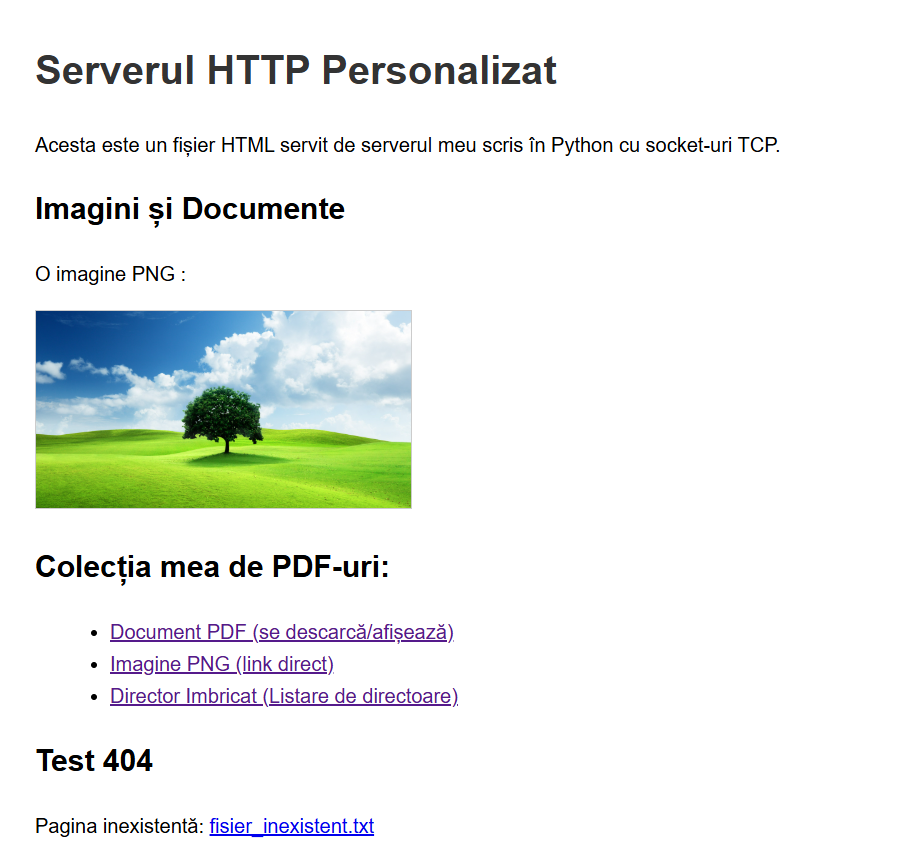 Serverul HTTP Personalizat
Acesta este un fișier HTML servit de serverul meu scris în Python cu socket-uri TCP.
Imagini și Documente
O imagine PNG :
Colecția mea de PDF-uri:
Document PDF (se descarcă/afișează)
Imagine PNG (link direct)
Director Imbricat (Listare de directoare)
Test 404
Pagina inexistentă: fisier_inexistent.txt